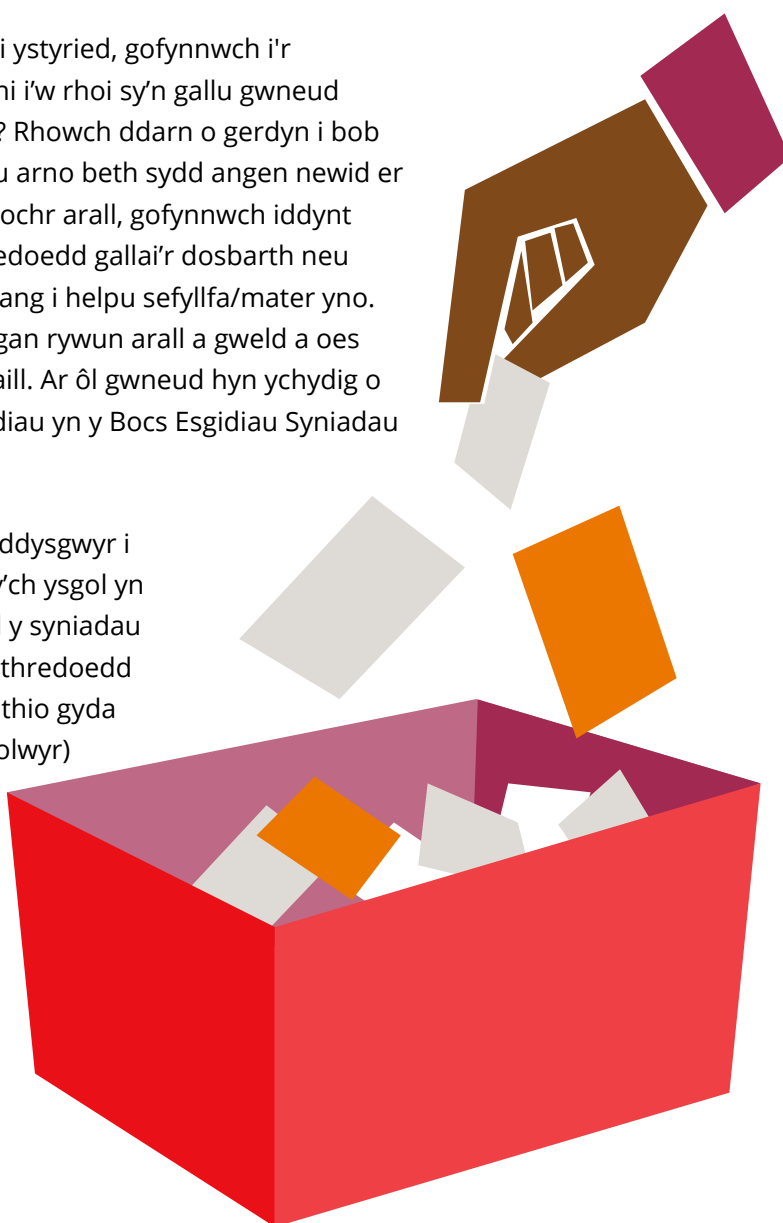 i ystyried, gofynnwch i'r
ni i’w rhoi sy’n gallu gwneud
? Rhowch ddarn o gerdyn i bob
u arno beth sydd angen newid er
ochr arall, gofynnwch iddynt
edoedd gallai’r dosbarth neu
ang i helpu sefyllfa/mater yno.
gan rywun arall a gweld a oes
aill. Ar ôl gwneud hyn ychydig o
diau yn y Bocs Esgidiau Syniadau
ddysgwyr i
y’ch ysgol yn
y syniadau
thredoedd
thio gyda
olwyr)